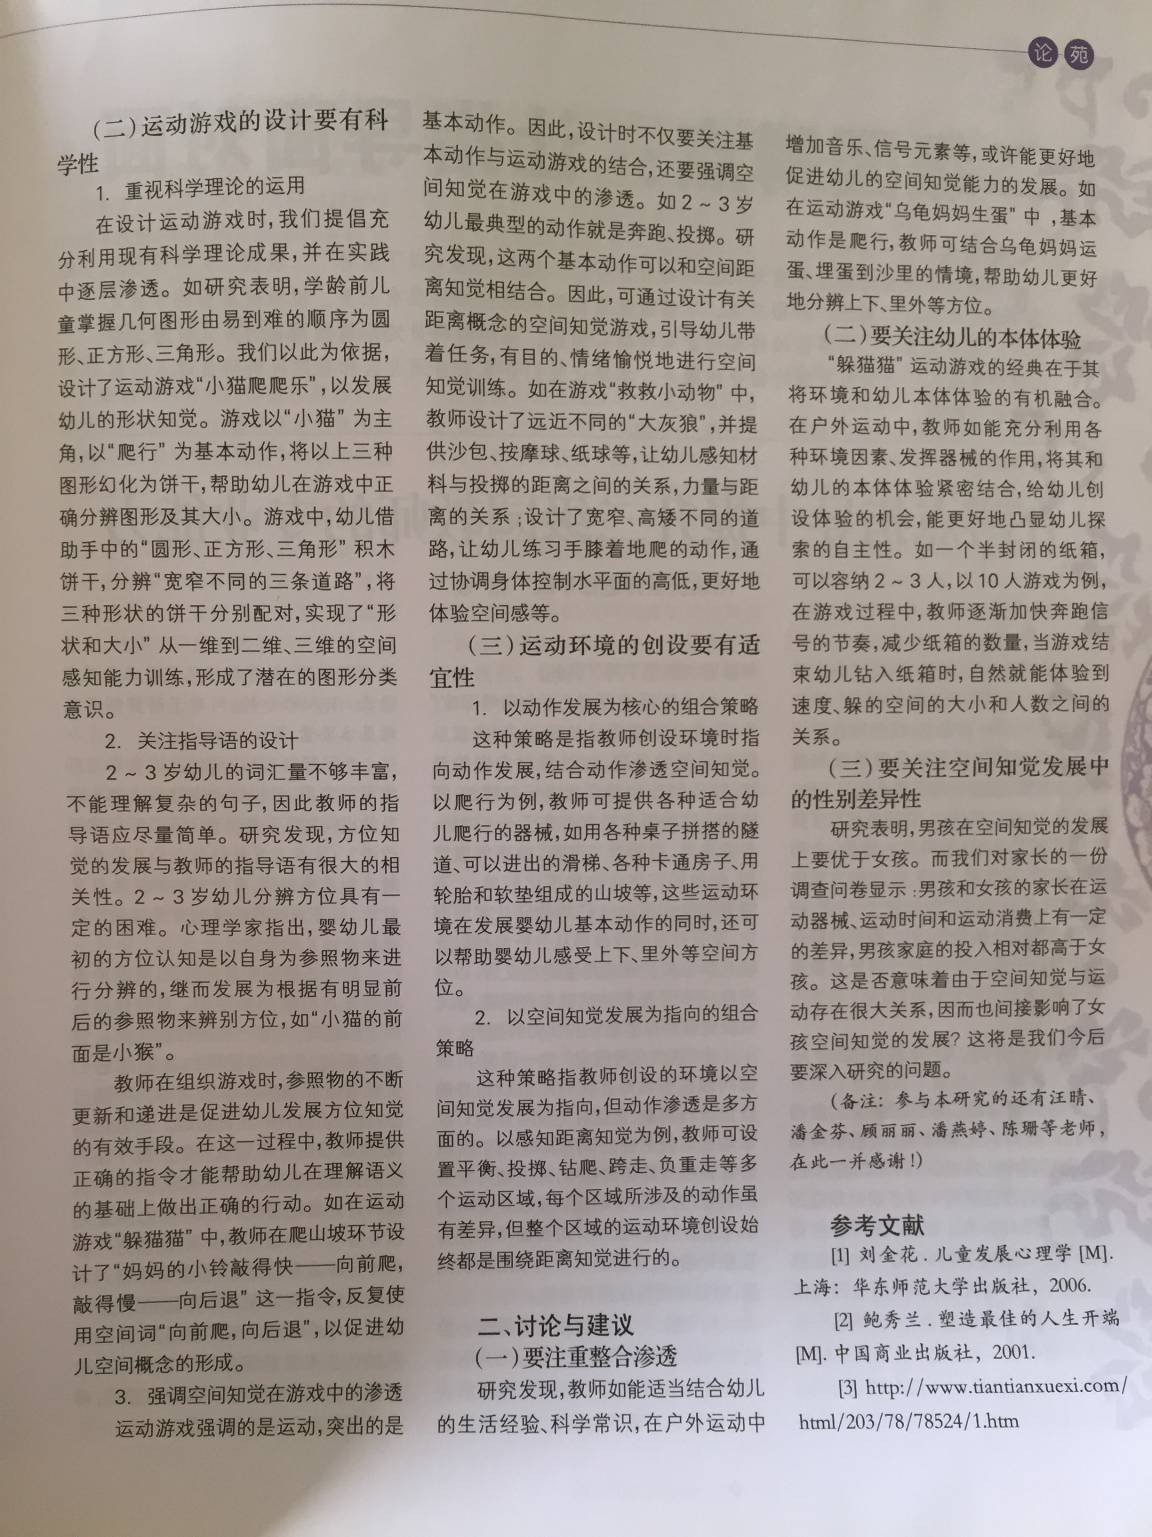 论 苑
(二)运动游戏的设计要有科
学性
1. 重视科学理论的运用
在设计运动游戏时,我们提倡充
分利用现有科学理论成果,并在实践
中逐层渗透。如研究表明,学龄前儿
童掌握几何图形由易到难的顺序为圆
形、正方形、三角形。我们以此为依据,
设计了运动游戏“小猫爬爬乐”,以发展
幼儿的形状知觉。游戏以“小猫”为主
角,以“爬行”为基本动作,将以上三种
图形幻化为饼干,帮助幼儿在游戏中正
确分辨图形及其大小。游戏中,幼儿借
助手中的“圆形、正方形、三角形”积木
饼干,分辨“宽窄不同的三条道路”,将
三种形状的饼干分别配对,实现了“形
状和大小”从一维到二维、三维的空间
感知能力训练,形成了潜在的图形分类
意识。
2. 关注指导语的设计
2~3岁幼儿的词汇量不够丰富,
不能理解复杂的句子,因此教师的指
导语应尽量简单。研究发现,方位知
觉的发展与教师的指导语有很大的相
关性。2~3岁幼儿分辨方位具有一
定的困难。心理学家指出,婴幼儿最
初的方位认知是以自身为参照物来进
行分辨的,继而发展为根据有明显前
后的参照物来辨别方位,如“小猫的前
面是小猴”。
教师在组织游戏时,参照物的不断
更新和递进是促进幼儿发展方位知觉
的有效手段。在这一过程中,教师提供
正确的指令才能帮助幼儿在理解语义
的基础上做出正确的行动。如在运动
游戏“躲猫猫”中,教师在爬山坡环节设
计了“妈妈的小铃敲得快——向前爬,
敲得慢——向后退”这一指令,反复使
用空间词“向前爬,向后退”,以促进幼
儿空间概念的形成。
3. 强调空间知觉在游戏中的渗透
运动游戏强调的是运动,突出的是
基本动作。因此,设计时不仅要关注基
本动作与运动游戏的结合,还要强调空
间知觉在游戏中的渗透。如2~3岁
幼儿最典型的动作就是奔跑、投掷。研
究发现,这两个基本动作可以和空间距
离知觉相结合。因此,可通过设计有关
距离概念的空间知觉游戏,引导幼儿带
着任务,有目的、情绪愉悦地进行空间
知觉训练。如在游戏“救救小动物”中,
教师设计了远近不同的“大灰狼”,并提
供沙包、按摩球、纸球等,让幼儿感知材
料与投掷的距离之间的关系,力量与距
离的关系;设计了宽窄、高矮不同的道
路,让幼儿练习手膝着地爬的动作,通
过协调身体控制水平面的高低,更好地
体验空间感等。
(三)运动环境的创设要有适
宜性
1. 以动作发展为核心的组合策略
这种策略是指教师创设环境时指
向动作发展,结合动作渗透空间知觉。
以爬行为例,教师可提供各种适合幼
儿爬行的器械,如用各种桌子拼搭的隧
道、可以进出的滑梯、各种卡通房子、用
轮胎和软垫组成的山坡等,这些运动环
境在发展婴幼儿基本动作的同时,还可
以帮助婴幼儿感受上下、里外等空间方
位。
2. 以空间知觉发展为指向的组合
策略
这种策略指教师创设的环境以空
间知觉发展为指向,但动作渗透是多方
面的。以感知距离知觉为例,教师可设
置平衡、投掷、钻爬、跨走、负重走等多
个运动区域,每个区域所涉及的动作虽
有差异,但整个区域的运动环境创设始
终都是围绕距离知觉进行的。
二、讨论与建议
(一)要注重整合渗透
研究发现,教师如能适当结合幼儿
的生活经验、科学常识,在户外运动中
增加音乐、信号元素等,或许能更好地
促进幼儿的空间知觉能力的发展。如
在运动游戏“乌龟妈妈生蛋”中,基本
动作是爬行,教师可结合乌龟妈妈运
蛋、埋蛋到沙里的情境,帮助幼儿更好
地分辨上下、里外等方位。
(二)要关注幼儿的本体体验
“躲猫猫”运动游戏的经典在于其
将环境和幼儿本体体验的有机融合。
在户外运动中,教师如能充分利用各
种环境因素、发挥器械的作用,将其和
幼儿的本体体验紧密结合,给幼儿创
设体验的机会,能更好地凸显幼儿探
索的自主性。如一个半封闭的纸箱,
可以容纳2~3人,以10人游戏为例,
在游戏过程中,教师逐渐加快奔跑信
号的节奏,减少纸箱的数量,当游戏结
束幼儿钻入纸箱时,自然就能体验到
速度、躲的空间的大小和人数之间的
关系。
(三)要关注空间知觉发展中
的性别差异性
研究表明,男孩在空间知觉的发展
上要优于女孩。而我们对家长的一份
调查问卷显示:男孩和女孩的家长在运
动器械、运动时间和运动消费上有一定
的差异,男孩家庭的投入相对都高于女
孩。这是否意味着由于空间知觉与运
动存在很大关系,因而也间接影响了女
孩空间知觉的发展?这将是我们今后
要深入研究的问题。
(备注:参与本研究的还有汪晴、
潘金芬、顾丽丽、潘燕婷、陈珊等老师,
在此一并感谢!)
参考文献
[1] 刘金花.儿童发展心理学[M].
上海:华东师范大学出版社,2006.
[2] 鲍秀兰.塑造最佳的人生开端
[M].中国商业出版社,2001.
[3] http://www.tiantianxuexi.com/
html/203/78/78524/1.htm